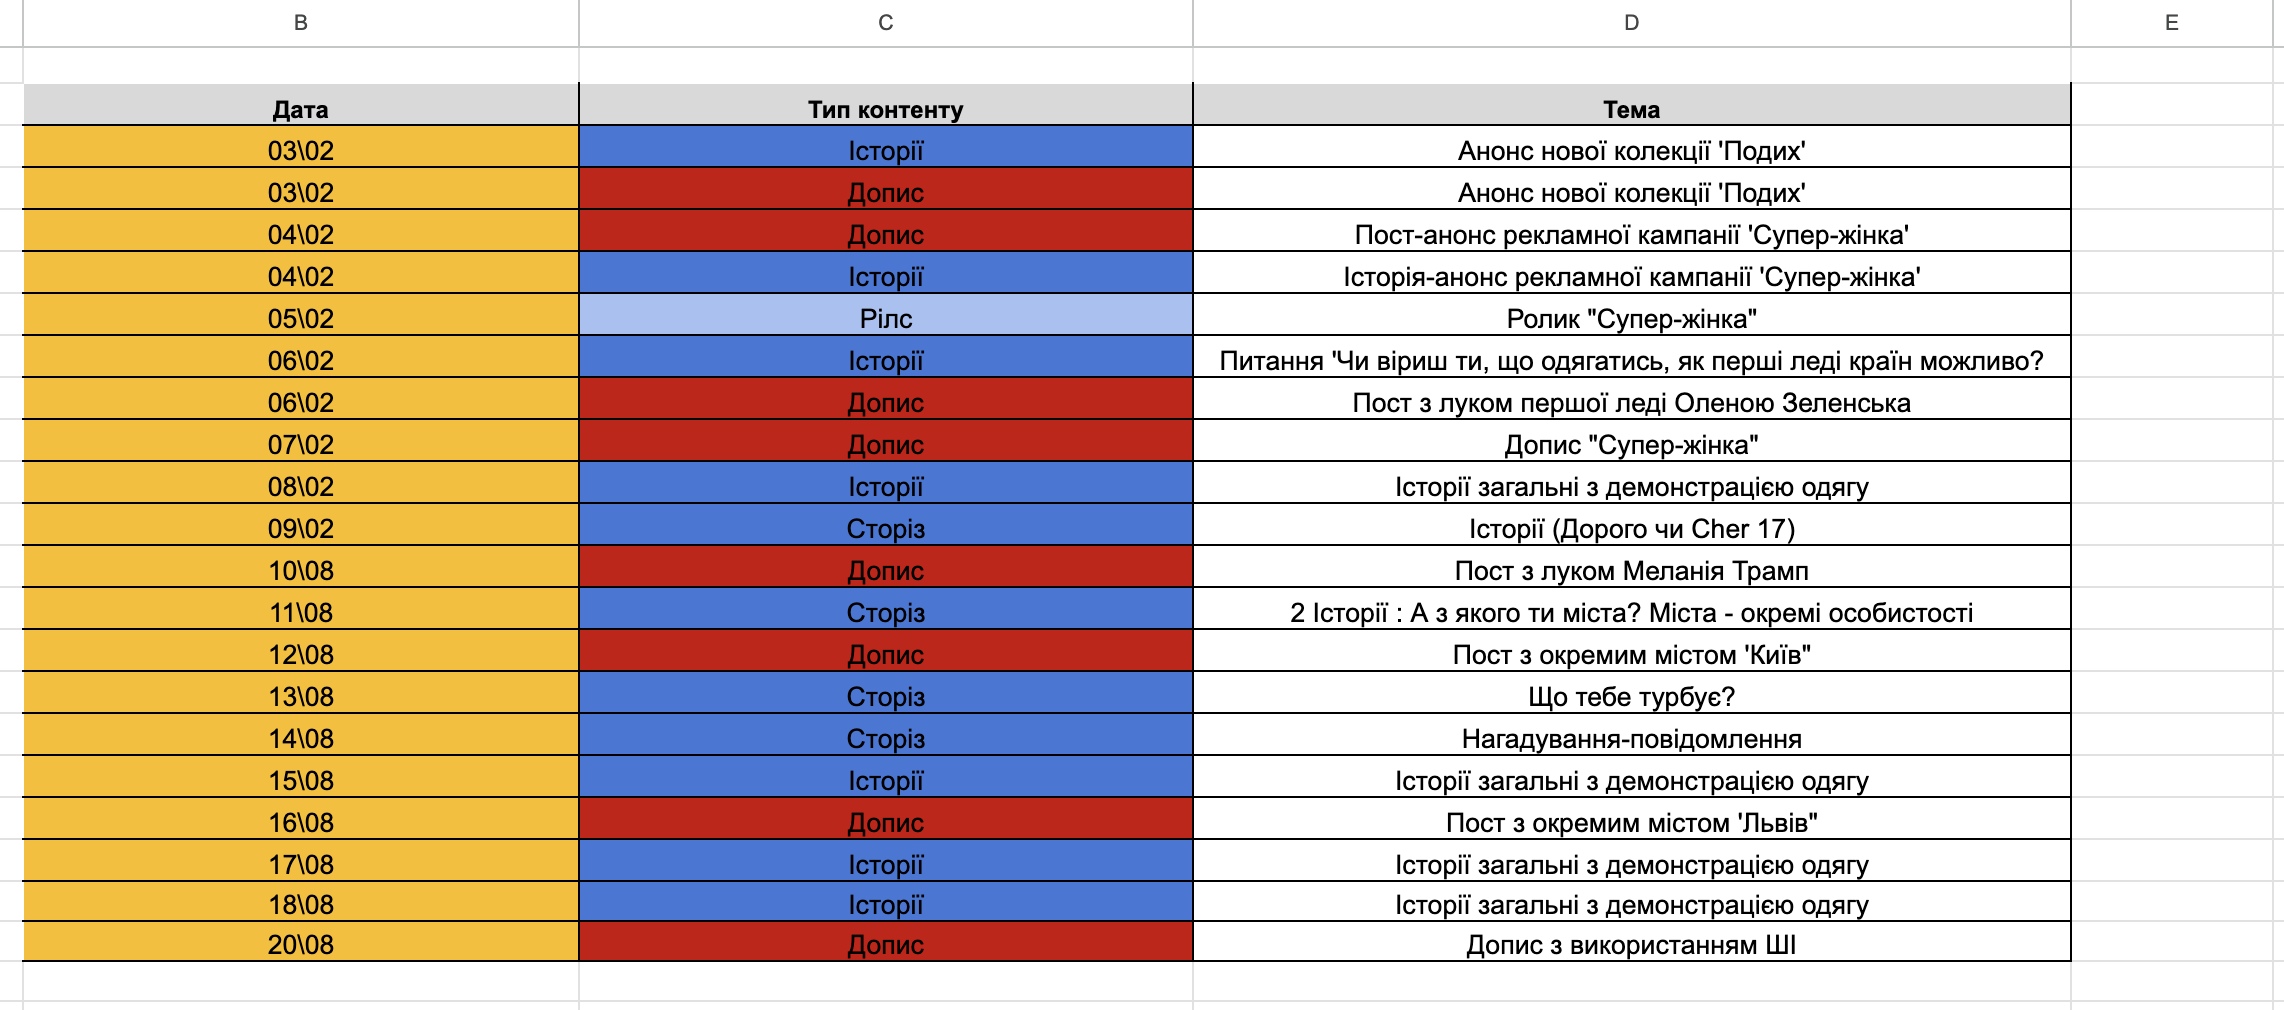 B C D E
Дата Тип контенту Тема
03\02 Історії Анонс нової колекції 'Подих'
03\02 Допис Анонс нової колекції 'Подих'
04\02 Допис Пост-анонс рекламної кампанії 'Супер-жінка'
04\02 Історії Історія-анонс рекламної кампанії 'Супер-жінка'
05\02 Рілс Ролик "Супер-жінка"
06\02 Історії Питання 'Чи віриш ти, що одягатись, як перші леді країн можливо?
06\02 Допис Пост з луком першої леді Оленою Зеленська
07\02 Допис Допис "Супер-жінка"
08\02 Історії Історії загальні з демонстрацією одягу
09\02 Сторіз Історії (Дорого чи Cher 17)
10\08 Допис Пост з луком Меланія Трамп
11\08 Сторіз 2 Історії : А з якого ти міста? Міста - окремі особистості
12\08 Допис Пост з окремим містом 'Київ"
13\08 Сторіз Що тебе турбує?
14\08 Сторіз Нагадування-повідомлення
15\08 Історії Історії загальні з демонстрацією одягу
16\08 Допис Пост з окремим містом 'Львів"
17\08 Історії Історії загальні з демонстрацією одягу
18\08 Історії Історії загальні з демонстрацією одягу
20\08 Допис Допис з використанням ШІ